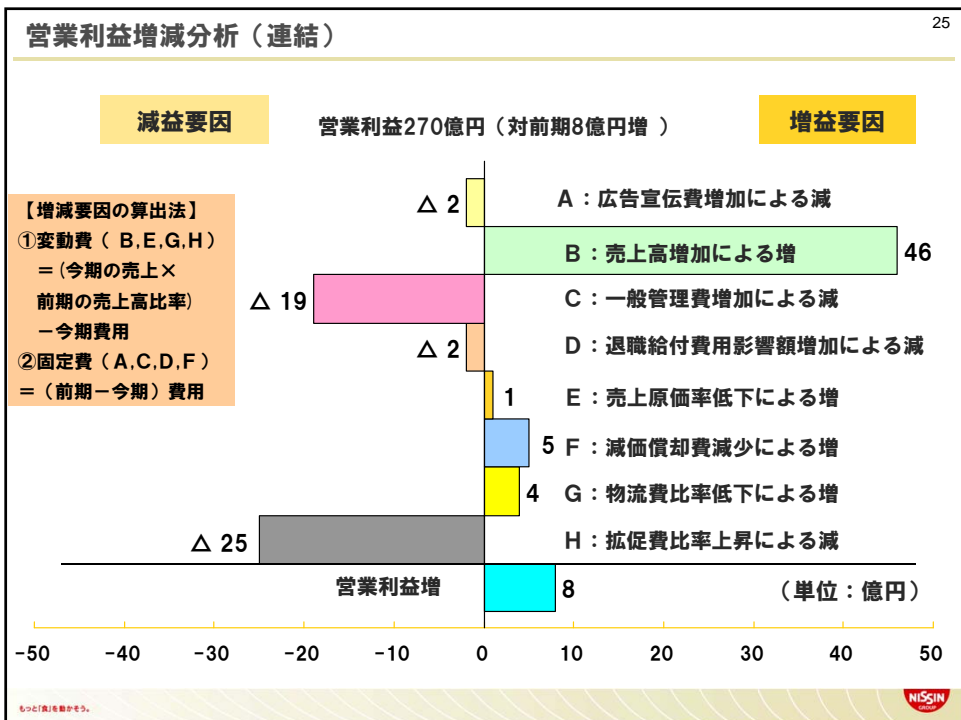 25
営業利益増減分析（連結）
減益要因
営業利益270億円（対前期8億円増 ）
増益要因
【増減要因の算出法】
①変動費（ B,E,G,H ）
＝（今期の売上×
前期の売上高比率）
－今期費用
②固定費（ A,C,D,F ）
＝（前期－今期）費用
△ 2
A：広告宣伝費増加による減
B：売上高増加による増
46
△ 19
C：一般管理費増加による減
△ 2
D：退職給付費用影響額増加による減
1
E：売上原価率低下による増
5
F：減価償却費減少による増
4
G：物流費比率低下による増
△ 25
H：拡促費比率上昇による減
営業利益増
8
（単位：億円）
-50 -40 -30 -20 -10 0 10 20 30 40 50
もっと「食」を動かそう。
NISSIN
GROUP